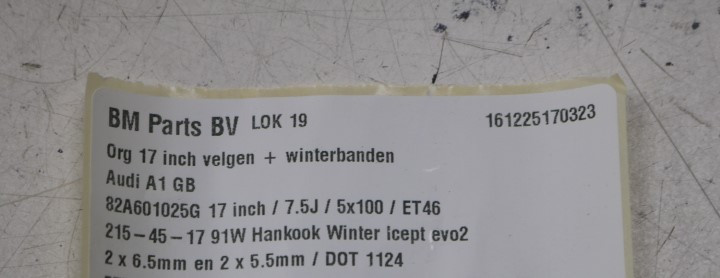 BM Parts BV LOK 19 161225170323
Org 17 inch velgen + winterbanden
Audi A1 GB
82A601025G 17 inch / 7.5J / 5x100 / ET46
215-45-17 91W Hankook Winter icept evo2
2 x 6.5mm en 2 x 5.5mm / DOT 1124